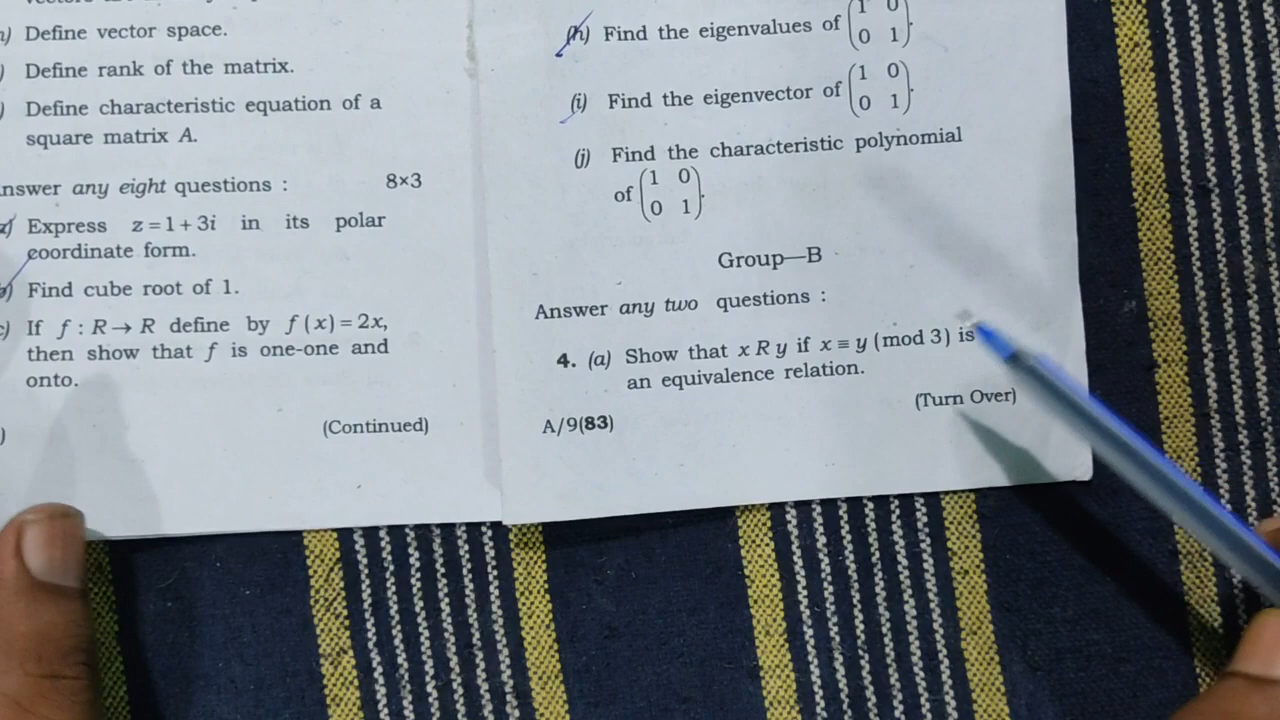 Define vector space.
Define rank of the matrix.
Define characteristic equation of a
square matrix A.
nswer any eight questions : 8×3
Express z = 1 + 3i in its polar
coordinate form.
Find cube root of 1.
If f : R → R define by f (x) = 2x,
then show that f is one-one and
onto.
(Continued)
(h) Find the eigenvalues of (1 0
0 1).
(i) Find the eigenvector of (1 0
0 1).
(j) Find the characteristic polynomial
of (1 0
0 1).
Group—B
Answer any two questions :
4. (a) Show that x R y if x ≡ y (mod 3) is
an equivalence relation.
A/9(83) (Turn Over)